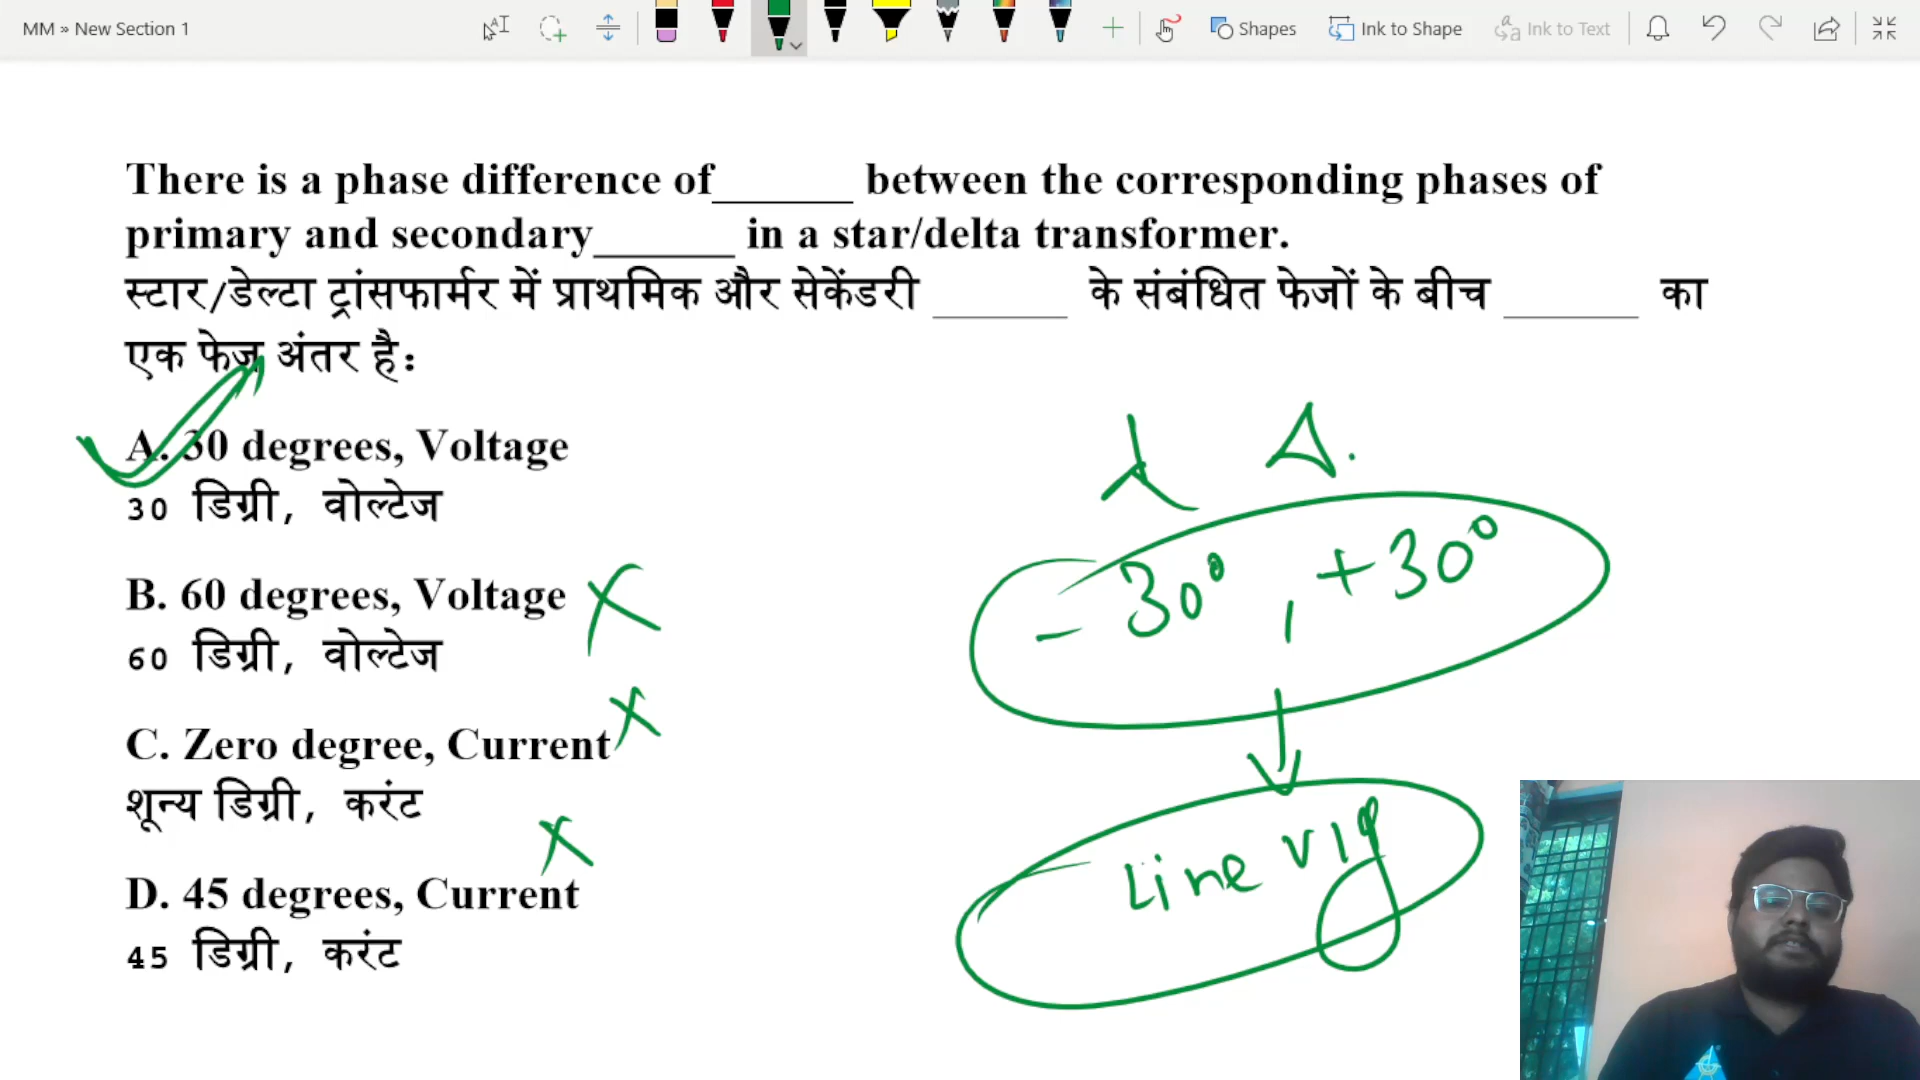 MM » New Section 1
Shapes
Ink to Shape
Ink to Text
There is a phase difference of______ between the corresponding phases of
primary and secondary______ in a star/delta transformer.
स्टार/डेल्टा ट्रांसफार्मर में प्राथमिक और सेकेंडरी ______ के संबंधित फेजों के बीच ______ का
एक फेज अंतर है:
A. 30 degrees, Voltage
30 डिग्री, वोल्टेज
B. 60 degrees, Voltage
60 डिग्री, वोल्टेज
C. Zero degree, Current
शून्य डिग्री, करंट
D. 45 degrees, Current
45 डिग्री, करंट
- 30° , +30°
Line vlg